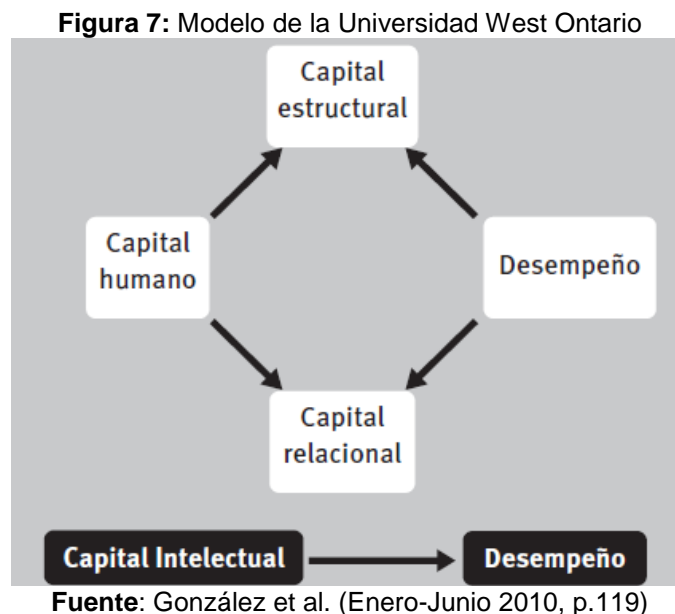 Figura 7: Modelo de la Universidad West Ontario
Capital
estructural
Capital
humano
Desempeño
Capital
relacional
Capital Intelectual
Desempeño
Fuente: González et al. (Enero-Junio 2010, p.119)